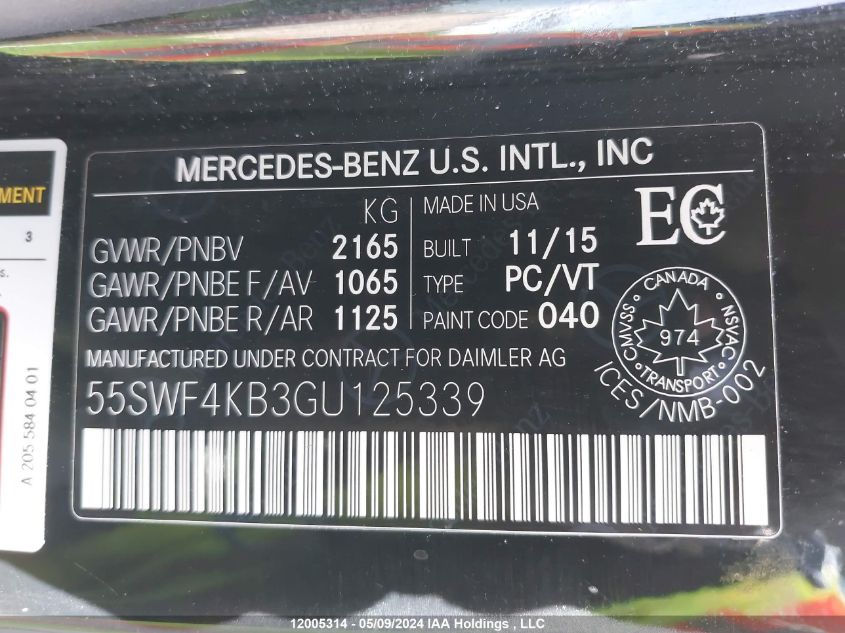 MERCEDES-BENZ U.S. INTL., INC
KG
GVWR/PNBV 2165
GAWR/PNBE F/AV 1065
GAWR/PNBE R/AR 1125
MADE IN USA
BUILT 11/15
TYPE PC/VT
PAINT CODE 040
EC
CANADA
CMVSS 974 NSVAC
TRANSPORT
ICES/NMB-002
MANUFACTURED UNDER CONTRACT FOR DAIMLER AG
55SWF4KB3GU125339
MENT
3
s.
A 205 584 04 01
12005314 - 05/09/2024 IAA Holdings , LLC